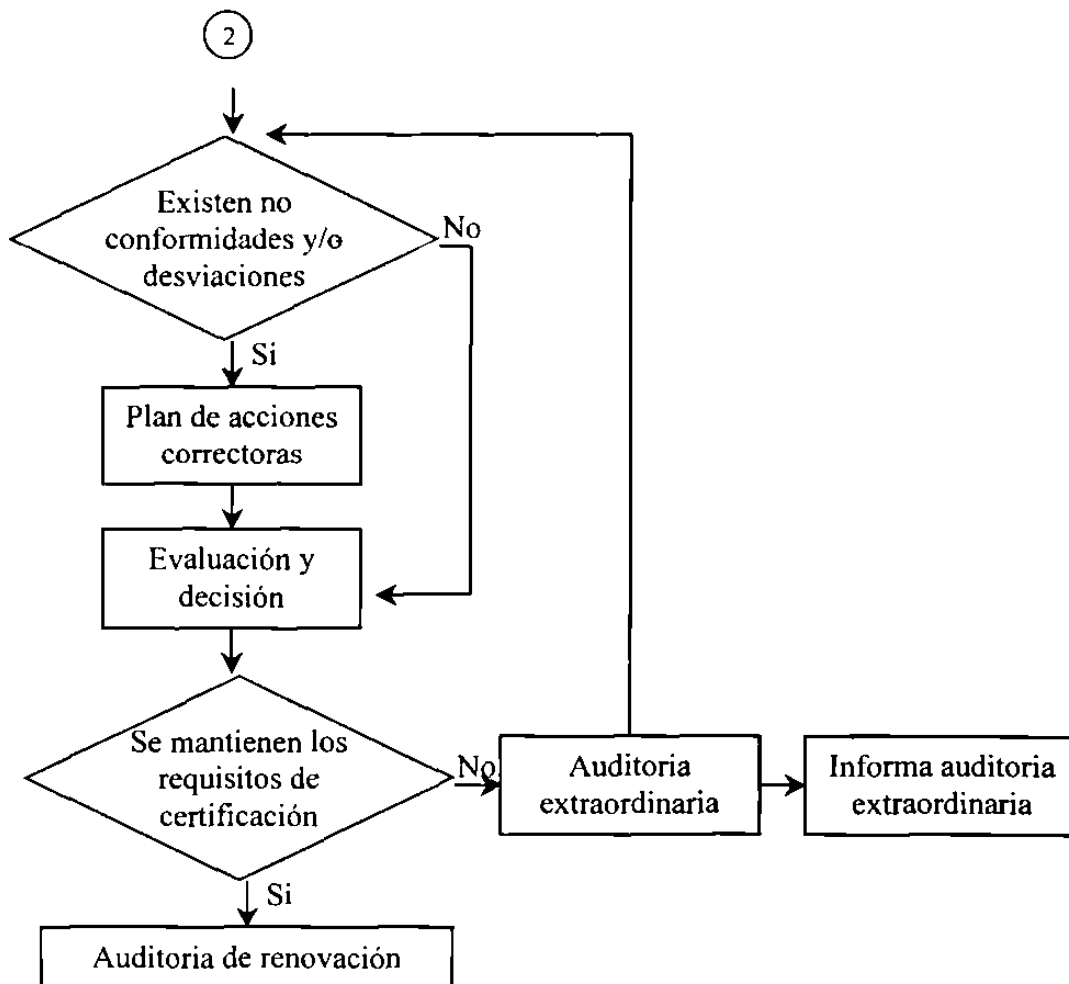 2
Existen no
conformidades y/o
desviaciones
No
Si
Plan de acciones
correctoras
Evaluación y
decisión
Se mantienen los
requisitos de
certificación
No
Auditoria
extraordinaria
Informa auditoria
extraordinaria
Si
Auditoria de renovación